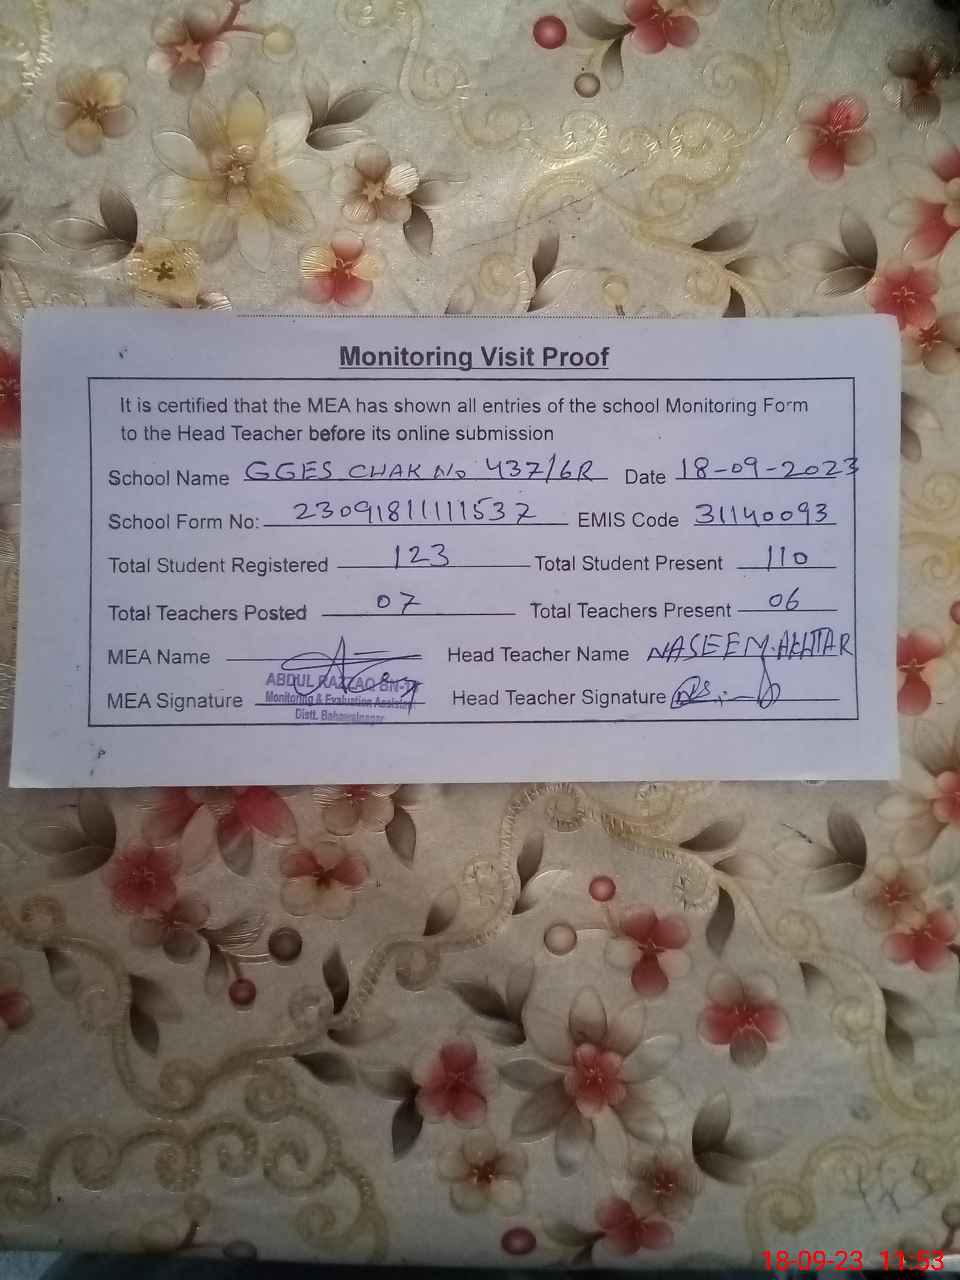 Monitoring Visit Proof
It is certified that the MEA has shown all entries of the school Monitoring Form
to the Head Teacher before its online submission
School Name GGES CHAK No 437/6R Date 18-09-2023
School Form No: 23091811111537 EMIS Code 31140093
Total Student Registered 123 Total Student Present 110
Total Teachers Posted 07 Total Teachers Present 06
MEA Name Head Teacher Name NASEEM.AKHTAR
ABDUL RAZZAQ
MEA Signature Monitoring & Evaluation Assistant Head Teacher Signature
Distt. Bahawalnagar
18-09-23 11:53